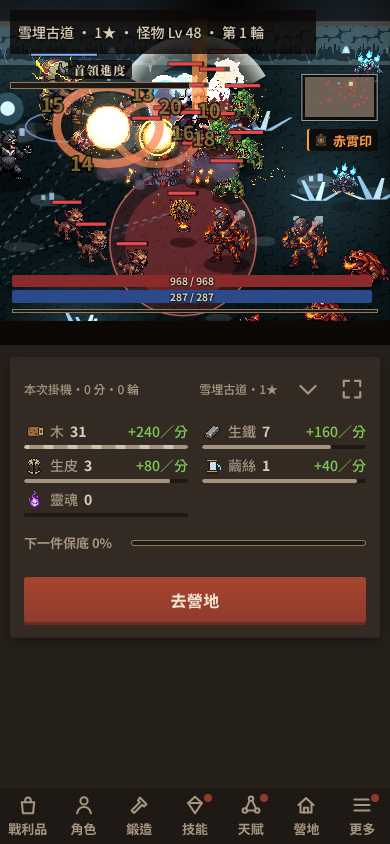 雪埋古道 · 1★ · 怪物 Lv 48 · 第 1 輪
首領進度
15
13
20
10
16
18
14
赤雪印
968 / 968
287 / 287
本次掛機 · 0 分 · 0 輪
雪埋古道 · 1★
木 31 +240／分
生鐵 7 +160／分
生皮 3 +80／分
繭絲 1 +40／分
靈魂 0
下一件保底 0%
去營地
戰利品
角色
鍛造
技能
天賦
營地
更多